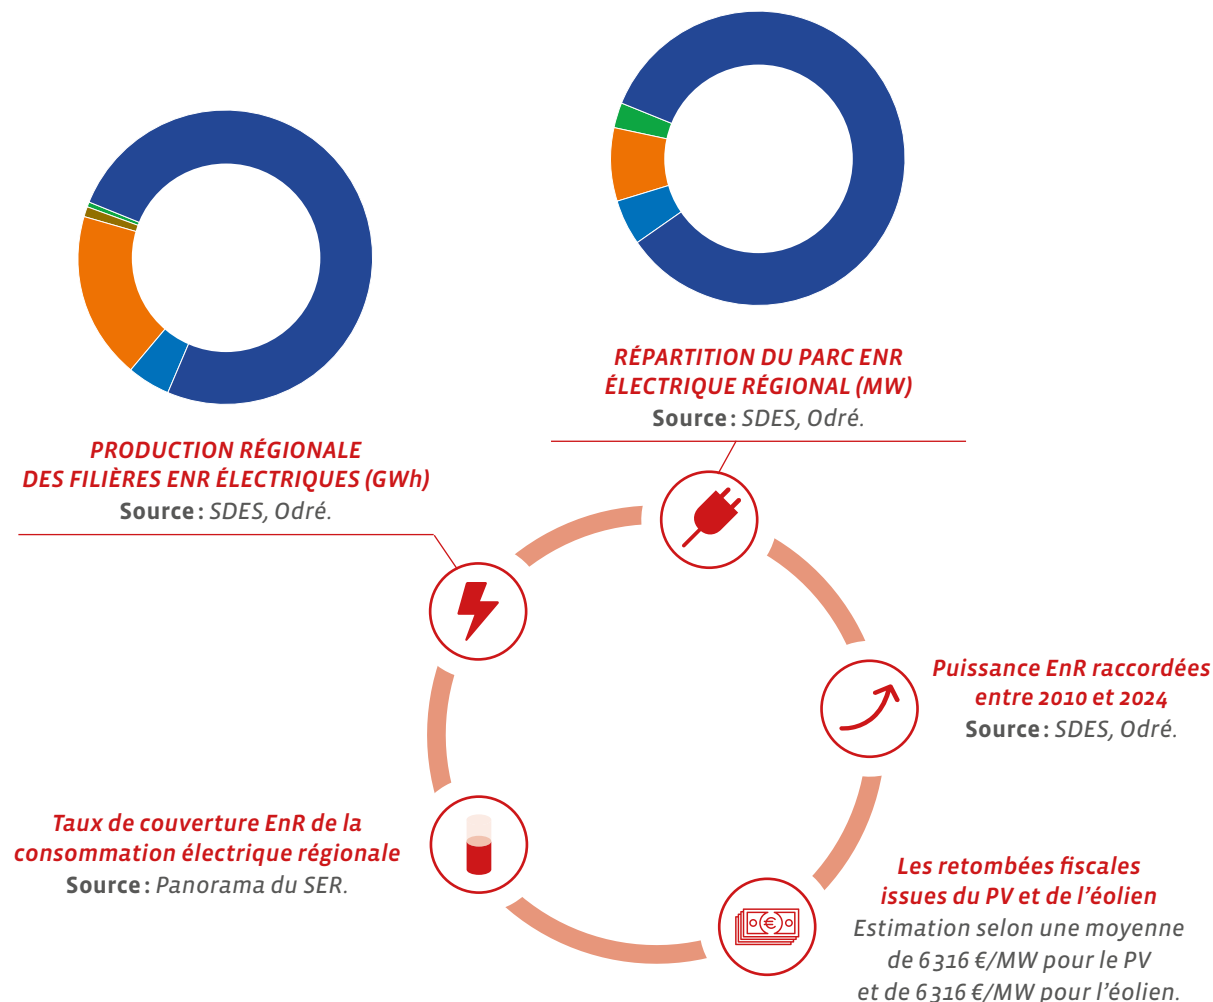 RÉPARTITION DU PARC ENR
ÉLECTRIQUE RÉGIONAL (MW)
Source : SDES, Odré.
PRODUCTION RÉGIONALE
DES FILIÈRES ENR ÉLECTRIQUES (GWh)
Source : SDES, Odré.
Puissance EnR raccordées
entre 2010 et 2024
Source : SDES, Odré.
Taux de couverture EnR de la
consommation électrique régionale
Source : Panorama du SER.
Les retombées fiscales
issues du PV et de l’éolien
Estimation selon une moyenne
de 6 316 €/MW pour le PV
et de 6 316 €/MW pour l’éolien.
€